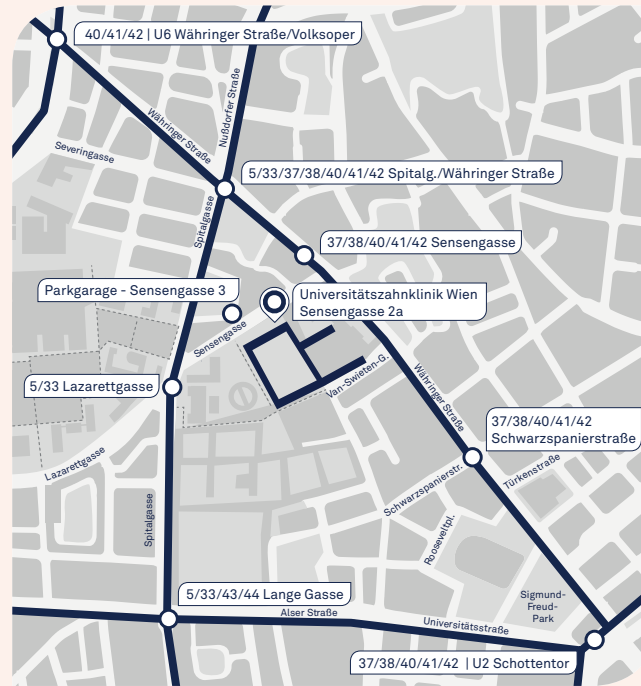 40/41/42 | U6 Währinger Straße/Volksoper
Nußdorfer Straße
Währinger Straße
Severingasse
5/33/37/38/40/41/42 Spitalg./Währinger Straße
Spitalgasse
37/38/40/41/42 Sensengasse
Parkgarage - Sensengasse 3
Universitätszahnklinik Wien
Sensengasse 2a
Sensengasse
Van-Swieten-G.
5/33 Lazarettgasse
Währinger Straße
37/38/40/41/42
Schwarzspanierstraße
Lazarettgasse
Schwarzspanierstr.
Türkenstraße
Spitalgasse
Rooseveltpl.
5/33/43/44 Lange Gasse
Alser Straße
Sigmund-
Freud-
Park
Universitätsstraße
37/38/40/41/42 | U2 Schottentor